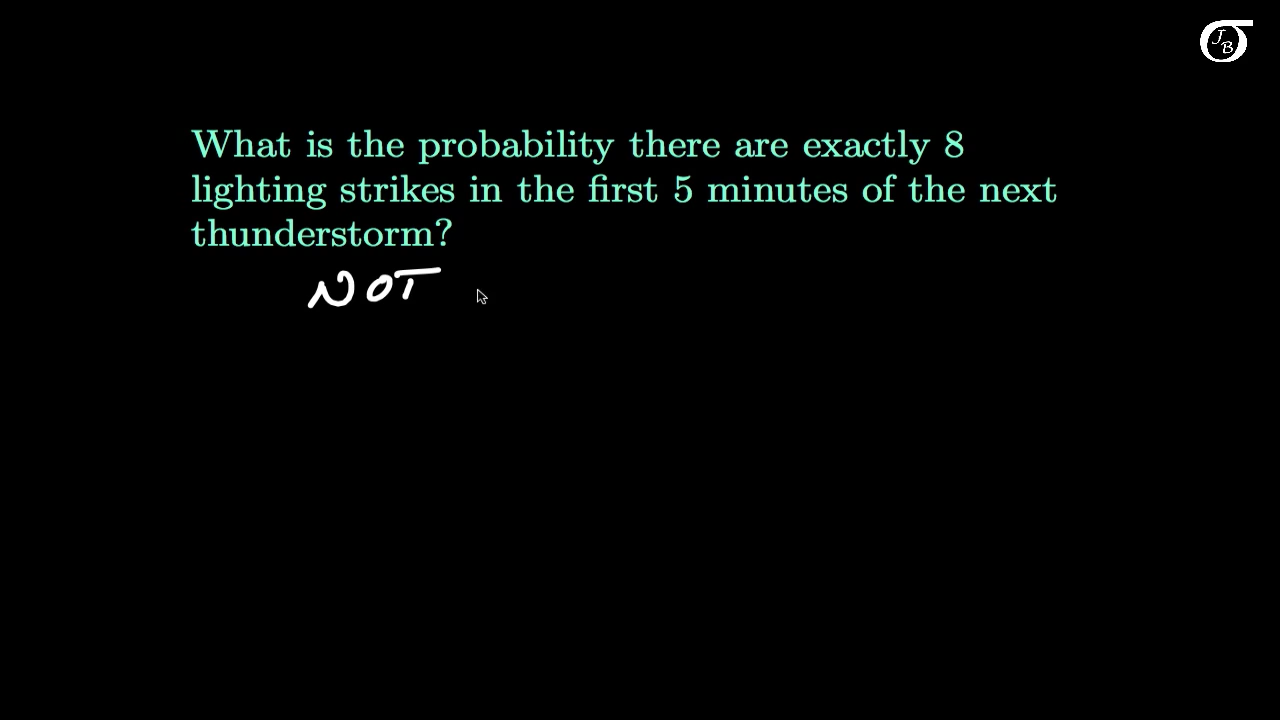 JB
What is the probability there are exactly 8
lighting strikes in the first 5 minutes of the next
thunderstorm?
NOT